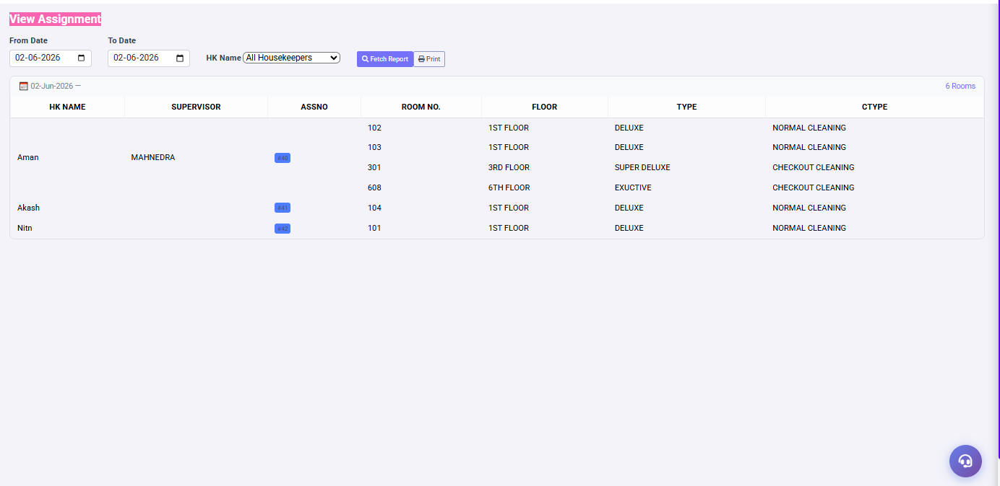 View Assignment
From Date To Date
02-06-2026 02-06-2026 HK Name All Housekeepers Fetch Report Print
02-Jun-2026 — 6 Rooms
HK NAME SUPERVISOR ASSNO ROOM NO. FLOOR TYPE CTYPE
102 1ST FLOOR DELUXE NORMAL CLEANING
103 1ST FLOOR DELUXE NORMAL CLEANING
Aman MAHNEDRA #40
301 3RD FLOOR SUPER DELUXE CHECKOUT CLEANING
608 6TH FLOOR EXUCTIVE CHECKOUT CLEANING
Akash #41 104 1ST FLOOR DELUXE NORMAL CLEANING
Nitn #42 101 1ST FLOOR DELUXE NORMAL CLEANING